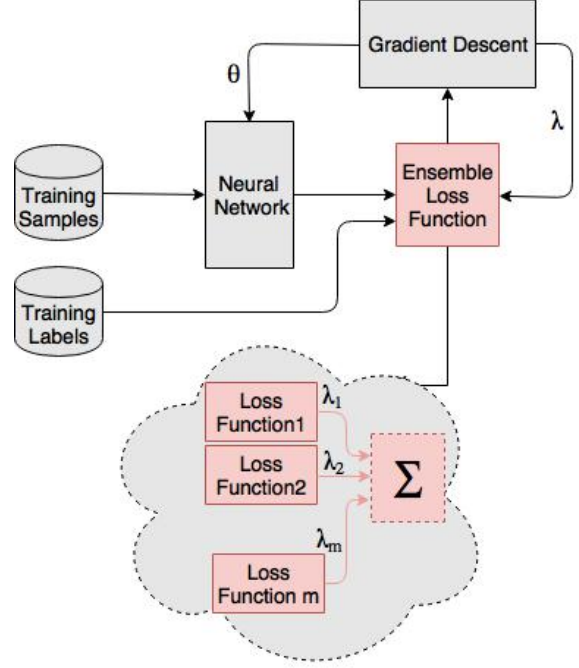 Gradient Descent
θ
λ
Training
Samples
Neural
Network
Ensemble
Loss
Function
Training
Labels
Loss
Function1
λ1
Loss
Function2
λ2
Σ
λm
Loss
Function m